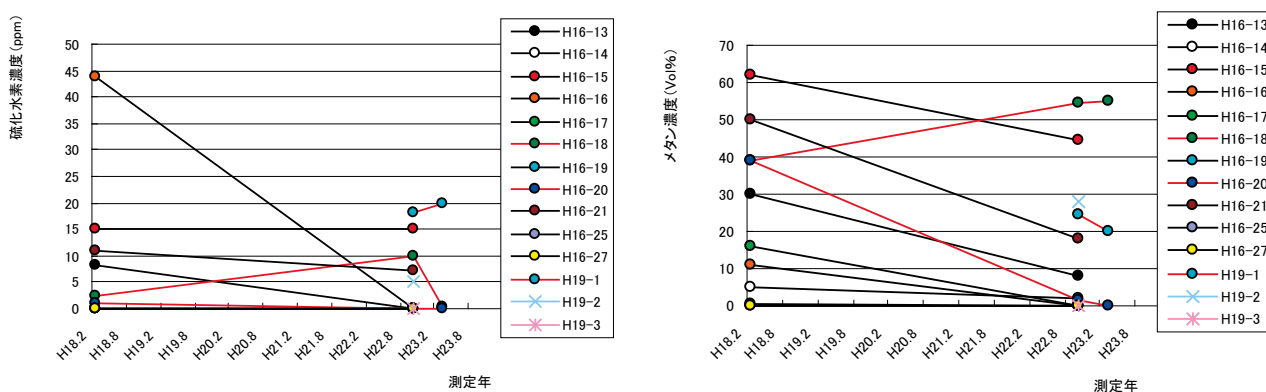 硫化水素濃度(ppm)
50
45
40
35
30
25
20
15
10
5
0
H18.2
H18.8
H19.2
H19.8
H20.2
H20.8
H21.2
H21.8
H22.2
H22.8
H23.2
H23.8
測定年
H16-13
H16-14
H16-15
H16-16
H16-17
H16-18
H16-19
H16-20
H16-21
H16-25
H16-27
H19-1
H19-2
H19-3
メタン濃度(Vol%)
70
60
50
40
30
20
10
0
H18.2
H18.8
H19.2
H19.8
H20.2
H20.8
H21.2
H21.8
H22.2
H22.8
H23.2
H23.8
測定年
H16-13
H16-14
H16-15
H16-16
H16-17
H16-18
H16-19
H16-20
H16-21
H16-25
H16-27
H19-1
H19-2
H19-3